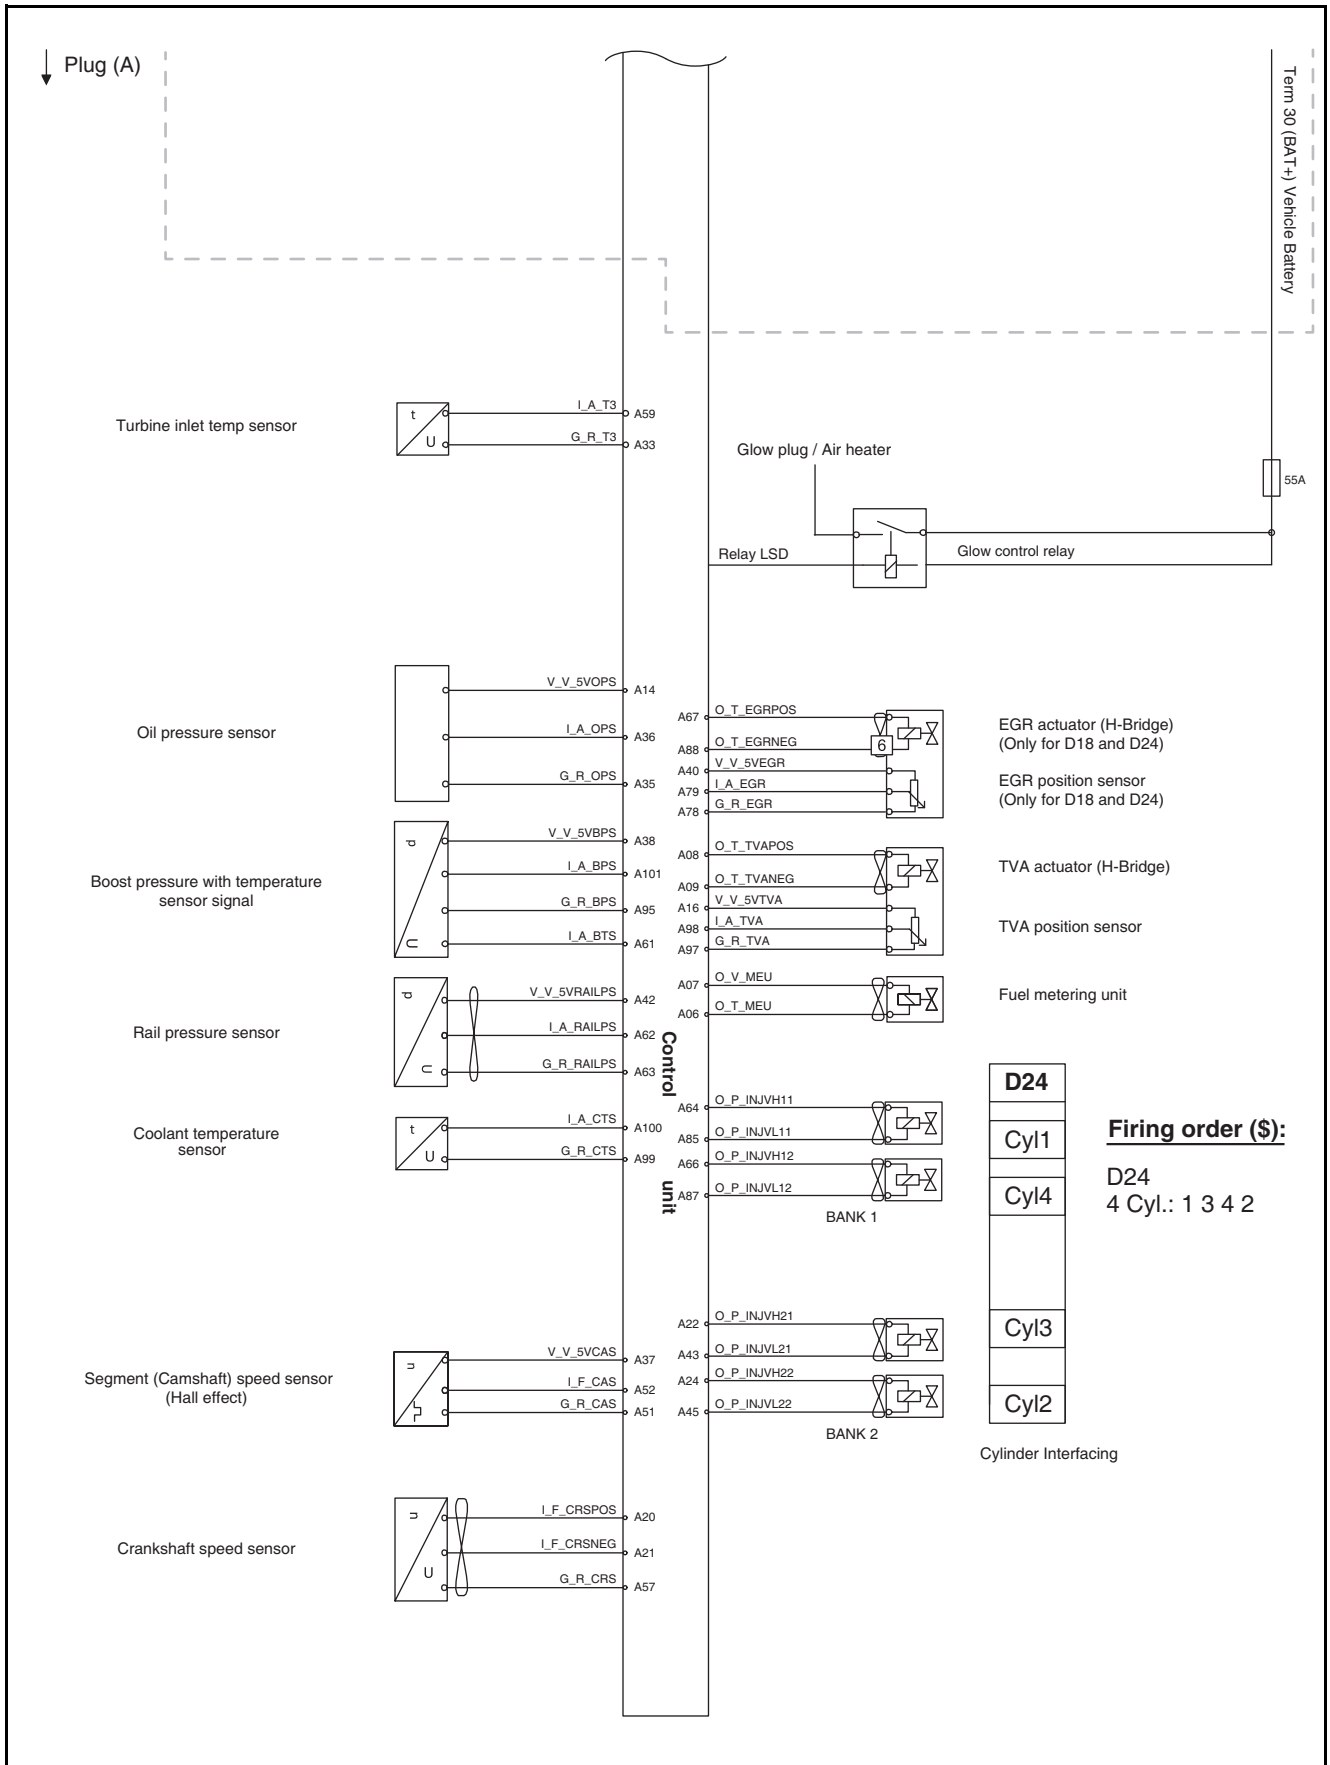 Plug (A)
Term 30 (BAT+) Vehicle Battery
Turbine inlet temp sensor
t
U
I_A_T3
A59
G_R_T3
A33
Glow plug / Air heater
55A
Relay LSD
Glow control relay
Oil pressure sensor
V_V_5VOPS
A14
I_A_OPS
A36
G_R_OPS
A35
A67
O_T_EGRPOS
A88
O_T_EGRNEG
6
A40
V_V_5VEGR
A79
I_A_EGR
A78
G_R_EGR
EGR actuator (H-Bridge)
(Only for D18 and D24)
EGR position sensor
(Only for D18 and D24)
Boost pressure with temperature
sensor signal
p
U
V_V_5VBPS
A38
I_A_BPS
A101
G_R_BPS
A95
I_A_BTS
A61
A08
O_T_TVAPOS
A09
O_T_TVANEG
A16
V_V_5VTVA
A98
I_A_TVA
A97
G_R_TVA
TVA actuator (H-Bridge)
TVA position sensor
Rail pressure sensor
p
U
V_V_5VRAILPS
A42
I_A_RAILPS
A62
G_R_RAILPS
A63
A07
O_V_MEU
A06
O_T_MEU
Fuel metering unit
Control unit
Coolant temperature
sensor
t
U
I_A_CTS
A100
G_R_CTS
A99
A64
O_P_INJVH11
A85
O_P_INJVL11
A66
O_P_INJVH12
A87
O_P_INJVL12
BANK 1
D24
Cyl1
Cyl4
Cyl3
Cyl2
Cylinder Interfacing
Firing order ($):
D24
4 Cyl.: 1 3 4 2
Segment (Camshaft) speed sensor
(Hall effect)
n
V_V_5VCAS
A37
I_F_CAS
A52
G_R_CAS
A51
A22
O_P_INJVH21
A43
O_P_INJVL21
A24
O_P_INJVH22
A45
O_P_INJVL22
BANK 2
Crankshaft speed sensor
n
U
I_F_CRSPOS
A20
I_F_CRSNEG
A21
G_R_CRS
A57